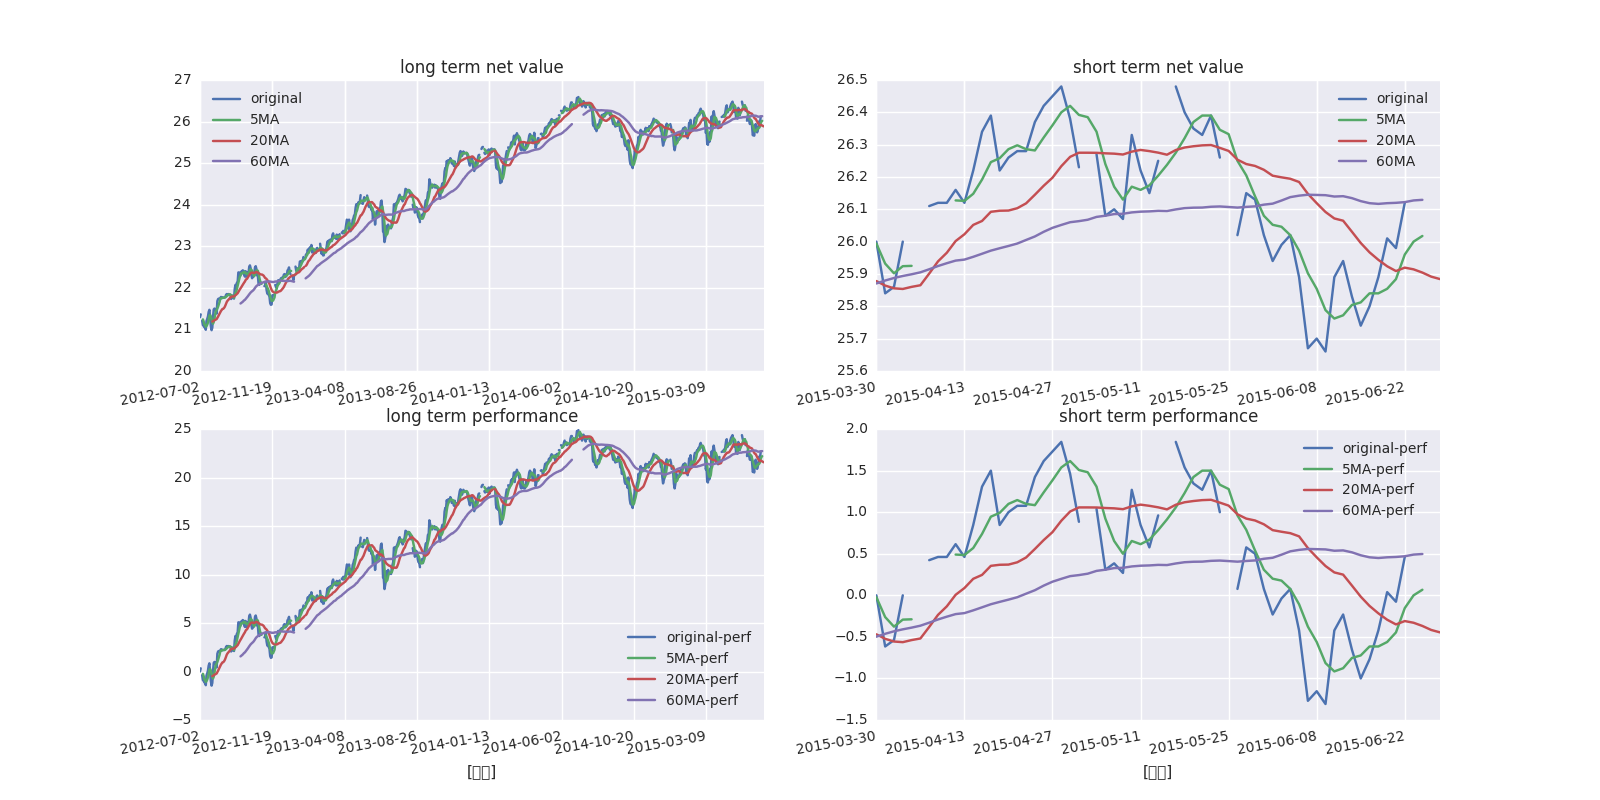 long term net value
27
26
25
24
23
22
21
20
original
5MA
20MA
60MA
2012-07-02 2012-11-19 2013-04-08 2013-08-26 2014-01-13 2014-06-02 2014-10-20 2015-03-09
short term net value
26.5
26.4
26.3
26.2
26.1
26.0
25.9
25.8
25.7
25.6
original
5MA
20MA
60MA
2015-03-30 2015-04-13 2015-04-27 2015-05-11 2015-05-25 2015-06-08 2015-06-22
long term performance
25
20
15
10
5
0
−5
original-perf
5MA-perf
20MA-perf
60MA-perf
2012-07-02 2012-11-19 2013-04-08 2013-08-26 2014-01-13 2014-06-02 2014-10-20 2015-03-09
short term performance
2.0
1.5
1.0
0.5
0.0
−0.5
−1.0
−1.5
original-perf
5MA-perf
20MA-perf
60MA-perf
2015-03-30 2015-04-13 2015-04-27 2015-05-11 2015-05-25 2015-06-08 2015-06-22